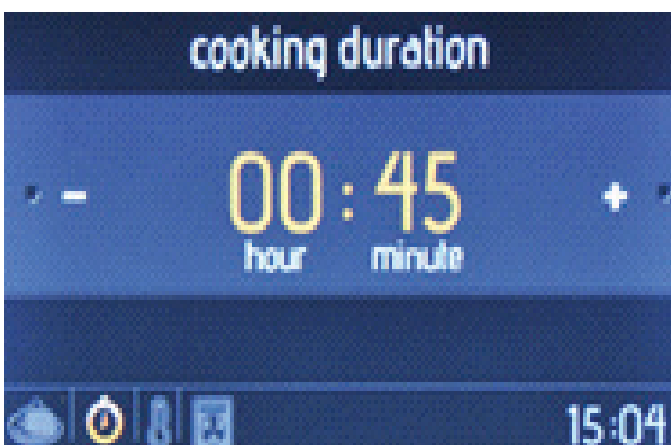 cooking duration
- 00 : 45 +
hour minute
15:04